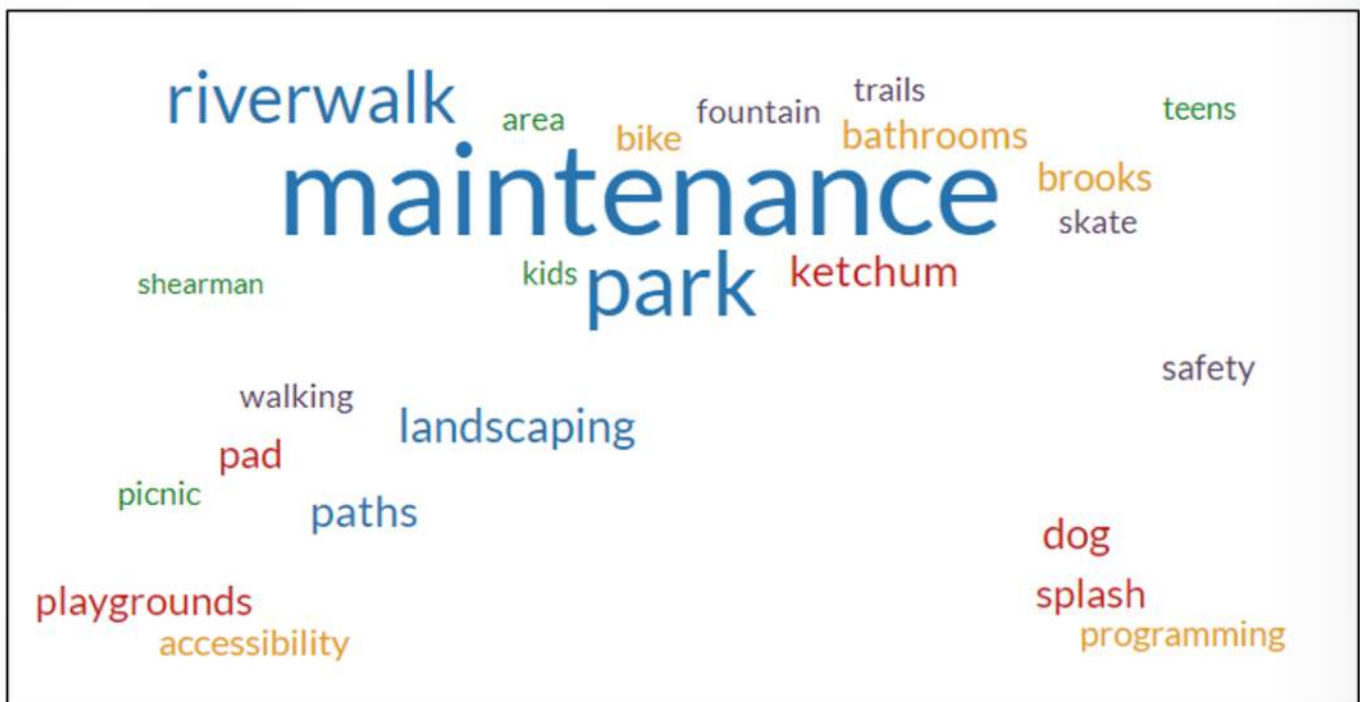 riverwalk
area
bike
fountain
trails
bathrooms
teens
maintenance
brooks
skate
shearman
kids
park
ketchum
safety
walking
landscaping
pad
picnic
paths
dog
playgrounds
splash
accessibility
programming